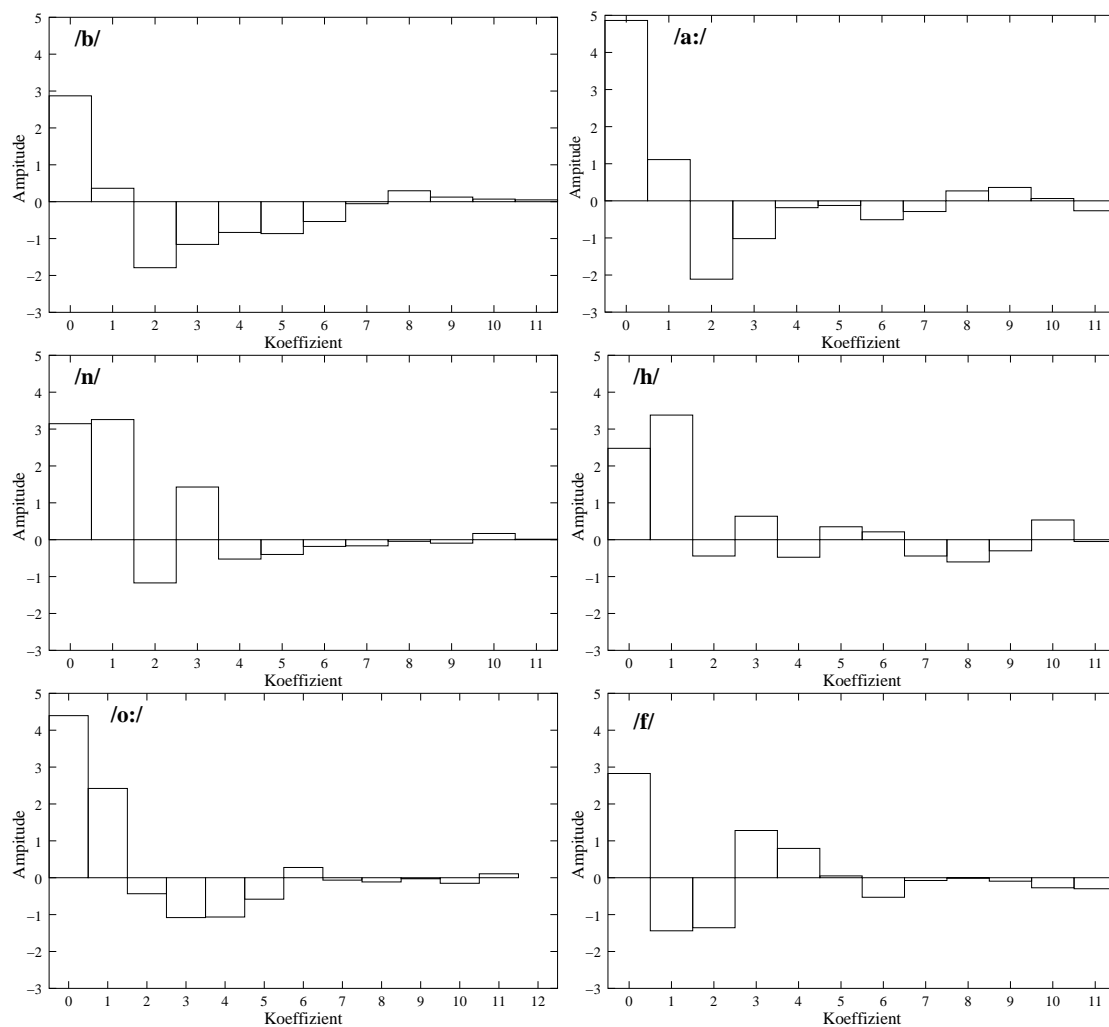 /b/
5
4
3
2
1
0
−1
−2
−3
Ampitude
0 1 2 3 4 5 6 7 8 9 10 11
Koeffizient
/a:/
5
4
3
2
1
0
−1
−2
−3
Ampitude
0 1 2 3 4 5 6 7 8 9 10 11
Koeffizient
/n/
5
4
3
2
1
0
−1
−2
−3
Ampitude
0 1 2 3 4 5 6 7 8 9 10 11
Koeffizient
/h/
5
4
3
2
1
0
−1
−2
−3
Ampitude
0 1 2 3 4 5 6 7 8 9 10 11
Koeffizient
/o:/
5
4
3
2
1
0
−1
−2
−3
Ampitude
0 1 2 3 4 5 6 7 8 9 10 11 12
Koeffizient
/f/
5
4
3
2
1
0
−1
−2
−3
Ampitude
0 1 2 3 4 5 6 7 8 9 10 11
Koeffizient